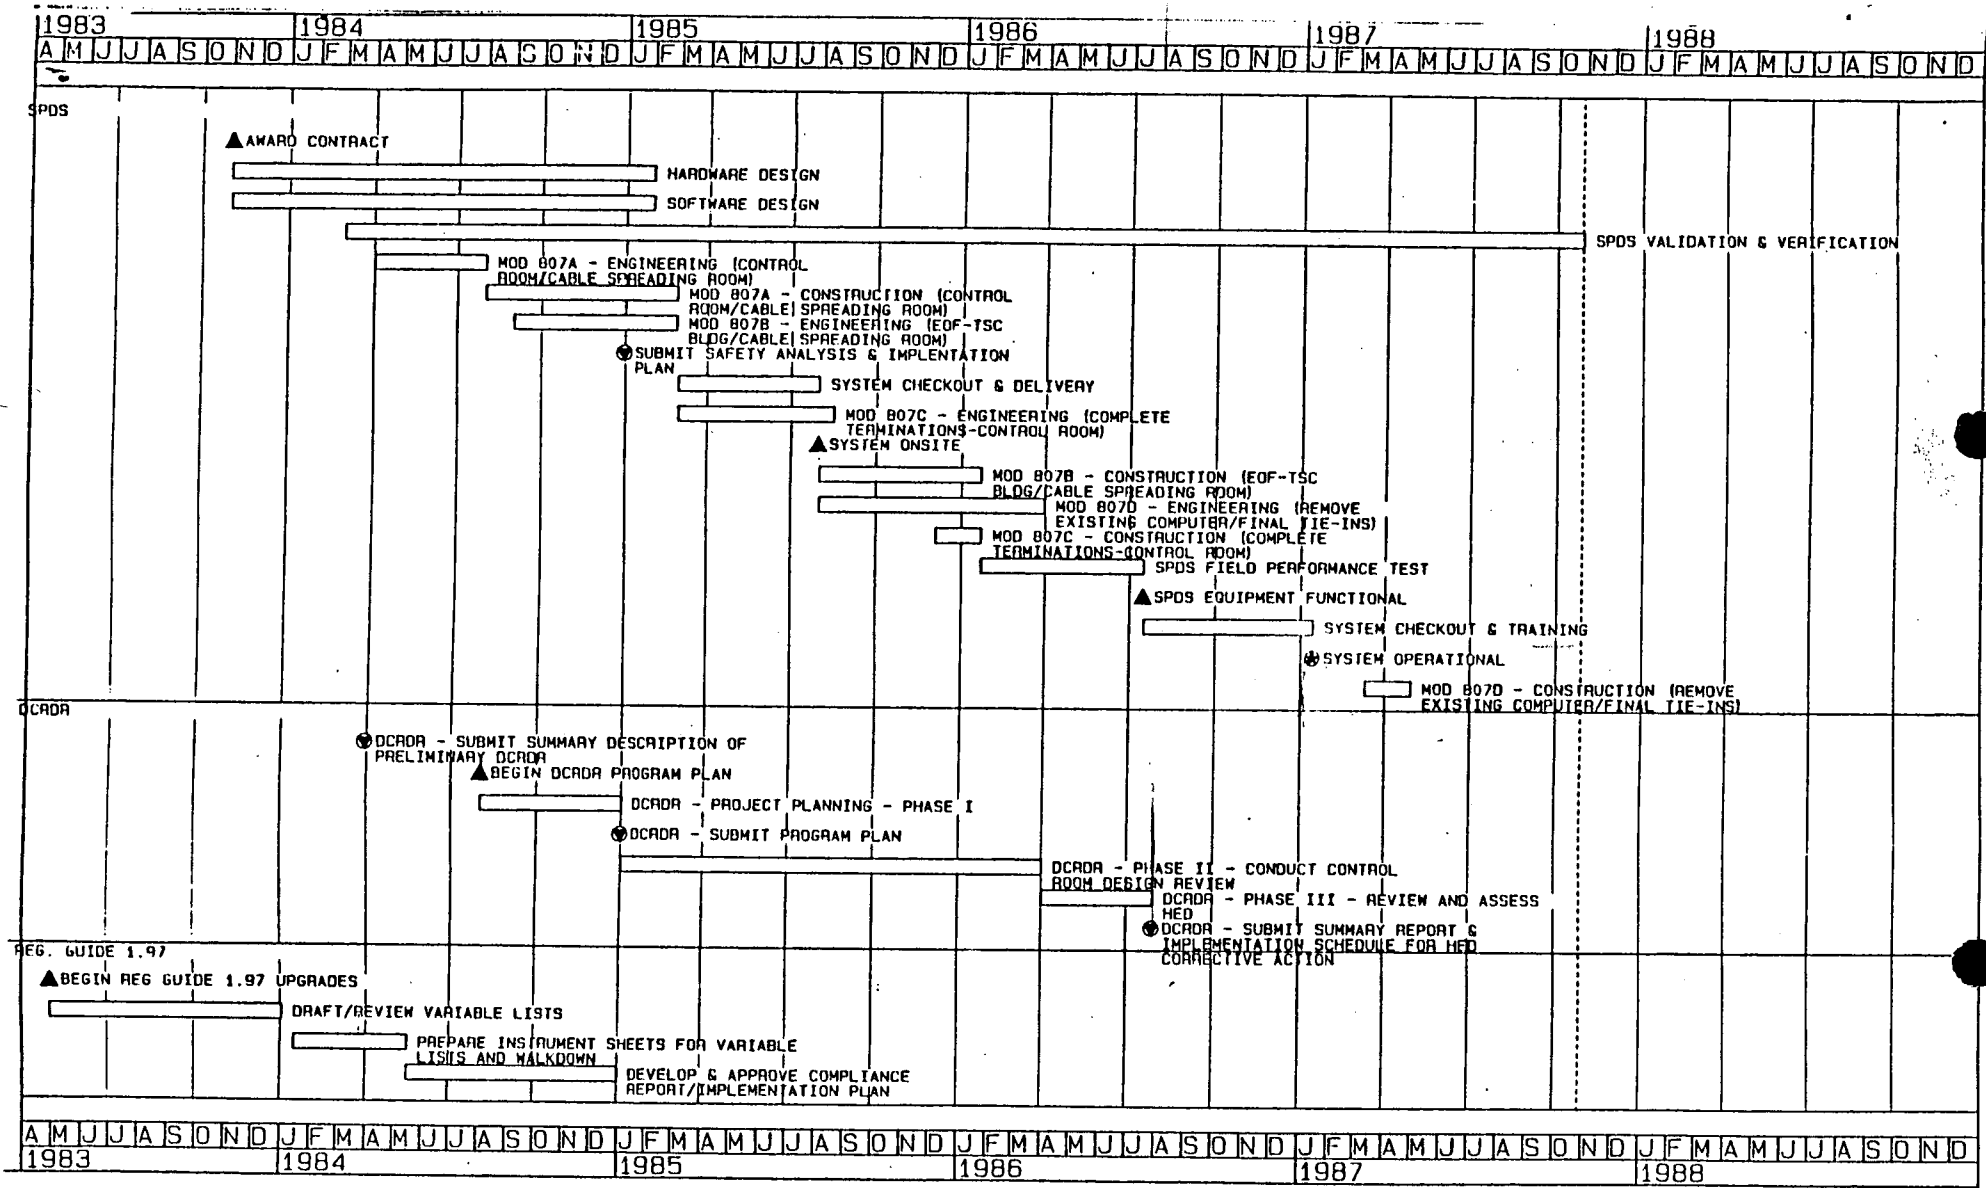 1983 1984 1985 1986 1987 1988
A M J J A S O N D J F M A M J J A S O N D J F M A M J J A S O N D J F M A M J J A S O N D J F M A M J J A S O N D J F M A M J J A S O N D
SPDS
AWARD CONTRACT
HARDWARE DESIGN
SOFTWARE DESIGN
SPDS VALIDATION & VERIFICATION
MOD 807A - ENGINEERING (CONTROL
ROOM/CABLE SPREADING ROOM)
MOD 807A - CONSTRUCTION (CONTROL
ROOM/CABLE SPREADING ROOM)
MOD 807B - ENGINEERING (EOF-TSC
BLDG/CABLE SPREADING ROOM)
SUBMIT SAFETY ANALYSIS & IMPLENTATION
PLAN
SYSTEM CHECKOUT & DELIVERY
MOD 807C - ENGINEERING (COMPLETE
TERMINATIONS-CONTROL ROOM)
SYSTEM ONSITE
MOD 807B - CONSTRUCTION (EOF-TSC
BLDG/CABLE SPREADING ROOM)
MOD 807D - ENGINEERING (REMOVE
EXISTING COMPUTER/FINAL TIE-INS)
MOD 807C - CONSTRUCTION (COMPLETE
TERMINATIONS-CONTROL ROOM)
SPDS FIELD PERFORMANCE TEST
SPDS EQUIPMENT FUNCTIONAL
SYSTEM CHECKOUT & TRAINING
SYSTEM OPERATIONAL
MOD 807D - CONSTRUCTION (REMOVE
EXISTING COMPUTER/FINAL TIE-INS)
DCRDR
DCRDR - SUBMIT SUMMARY DESCRIPTION OF
PRELIMINARY DCRDR
BEGIN DCRDR PROGRAM PLAN
DCRDR - PROJECT PLANNING - PHASE I
DCRDR - SUBMIT PROGRAM PLAN
DCRDR - PHASE II - CONDUCT CONTROL
ROOM DESIGN REVIEW
DCRDR - PHASE III - REVIEW AND ASSESS
HED
DCRDR - SUBMIT SUMMARY REPORT &
IMPLEMENTATION SCHEDULE FOR HED
CORRECTIVE ACTION
REG. GUIDE 1.97
BEGIN REG GUIDE 1.97 UPGRADES
DRAFT/REVIEW VARIABLE LISTS
PREPARE INSTRUMENT SHEETS FOR VARIABLE
LISTS AND WALKDOWN
DEVELOP & APPROVE COMPLIANCE
REPORT/IMPLEMENTATION PLAN
A M J J A S O N D J F M A M J J A S O N D J F M A M J J A S O N D J F M A M J J A S O N D J F M A M J J A S O N D J F M A M J J A S O N D
1983 1984 1985 1986 1987 1988